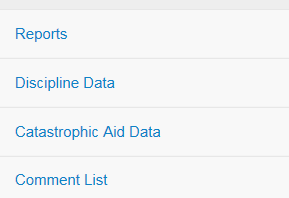 Reports
Discipline Data
Catastrophic Aid Data
Comment List